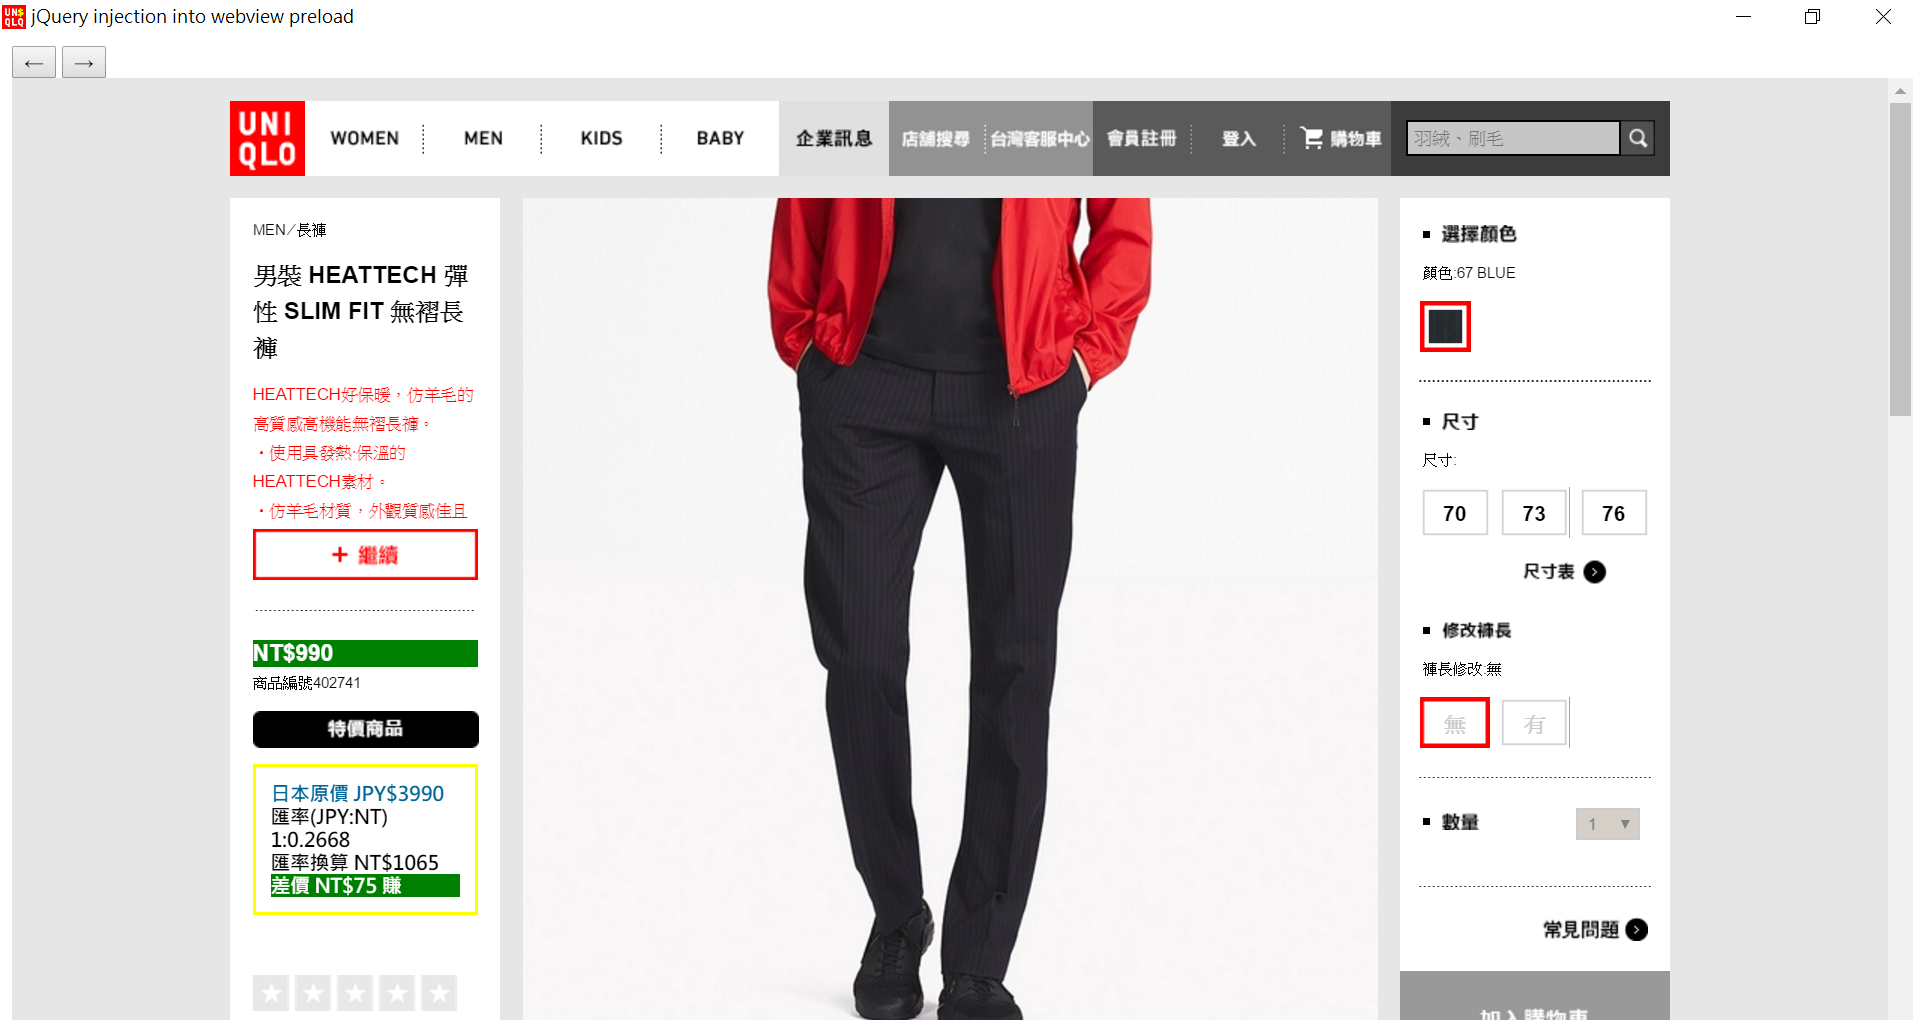 UN$ QLO jQuery injection into webview preload
← →
UNI
QLO
WOMEN MEN KIDS BABY 企業訊息 店舖搜尋 台灣客服中心 會員註冊 登入 購物車 羽絨、刷毛
MEN/長褲
男裝 HEATTECH 彈
性 SLIM FIT 無褶長
褲
HEATTECH好保暖，仿羊毛的
高質感高機能無褶長褲。
・使用具發熱·保溫的
HEATTECH素材。
・仿羊毛材質，外觀質感佳且
+ 繼續
NT$990
商品編號402741
特價商品
日本原價 JPY$3990
匯率(JPY:NT)
1:0.2668
匯率換算 NT$1065
差價 NT$75 賺
選擇顏色
顏色:67 BLUE
尺寸
尺寸:
70 73 76
尺寸表
修改褲長
褲長修改:無
無 有
數量 1
常見問題
加入購物車